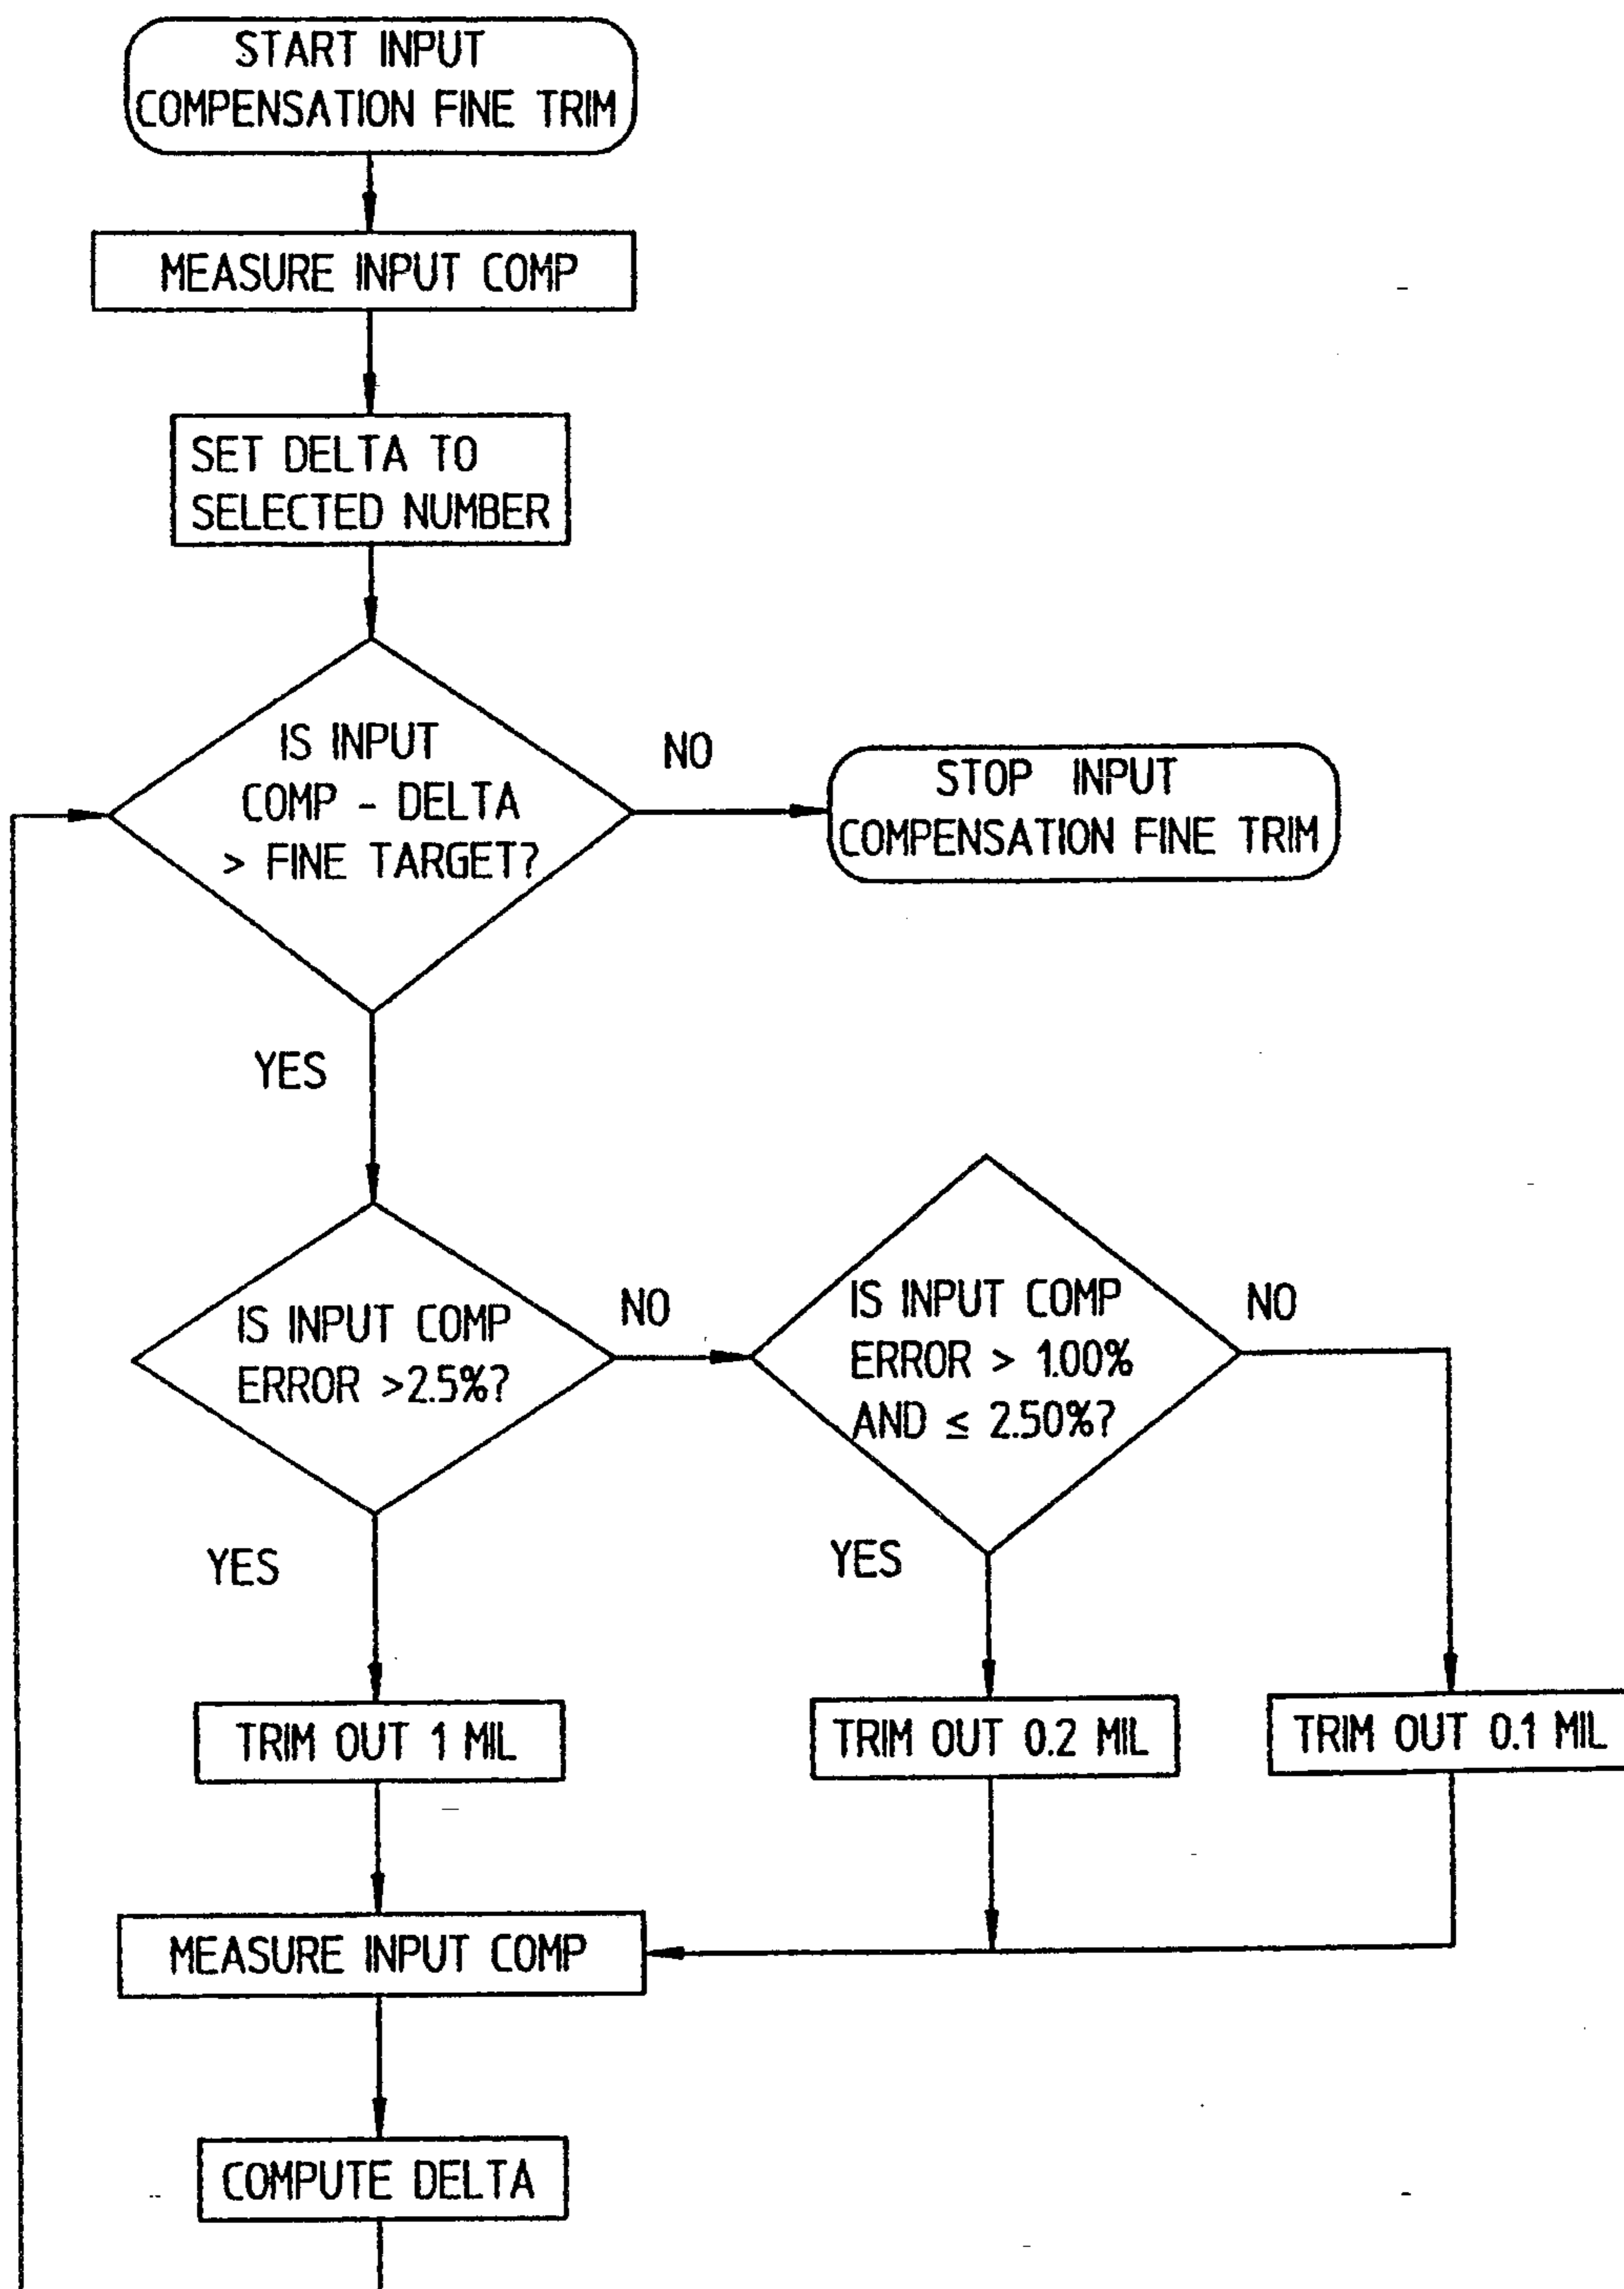 START INPUT
COMPENSATION FINE TRIM
MEASURE INPUT COMP
SET DELTA TO
SELECTED NUMBER
IS INPUT
COMP - DELTA
> FINE TARGET?
NO
STOP INPUT
COMPENSATION FINE TRIM
YES
IS INPUT COMP
ERROR >2.5%?
NO
IS INPUT COMP
ERROR > 1.00%
AND ≤ 2.50%?
NO
YES
YES
TRIM OUT 1 MIL
TRIM OUT 0.2 MIL
TRIM OUT 0.1 MIL
MEASURE INPUT COMP
COMPUTE DELTA